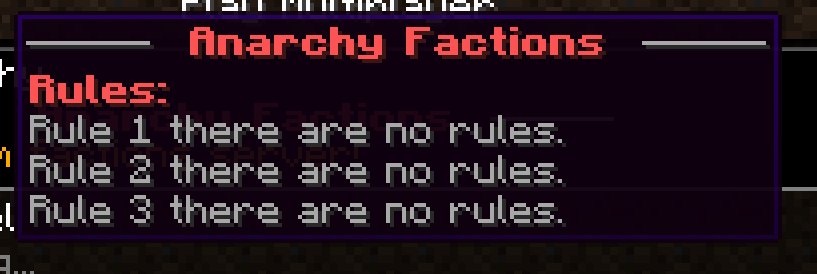 Anarchy Factions
Rules:
Rule 1 there are no rules.
Rule 2 there are no rules.
Rule 3 there are no rules.